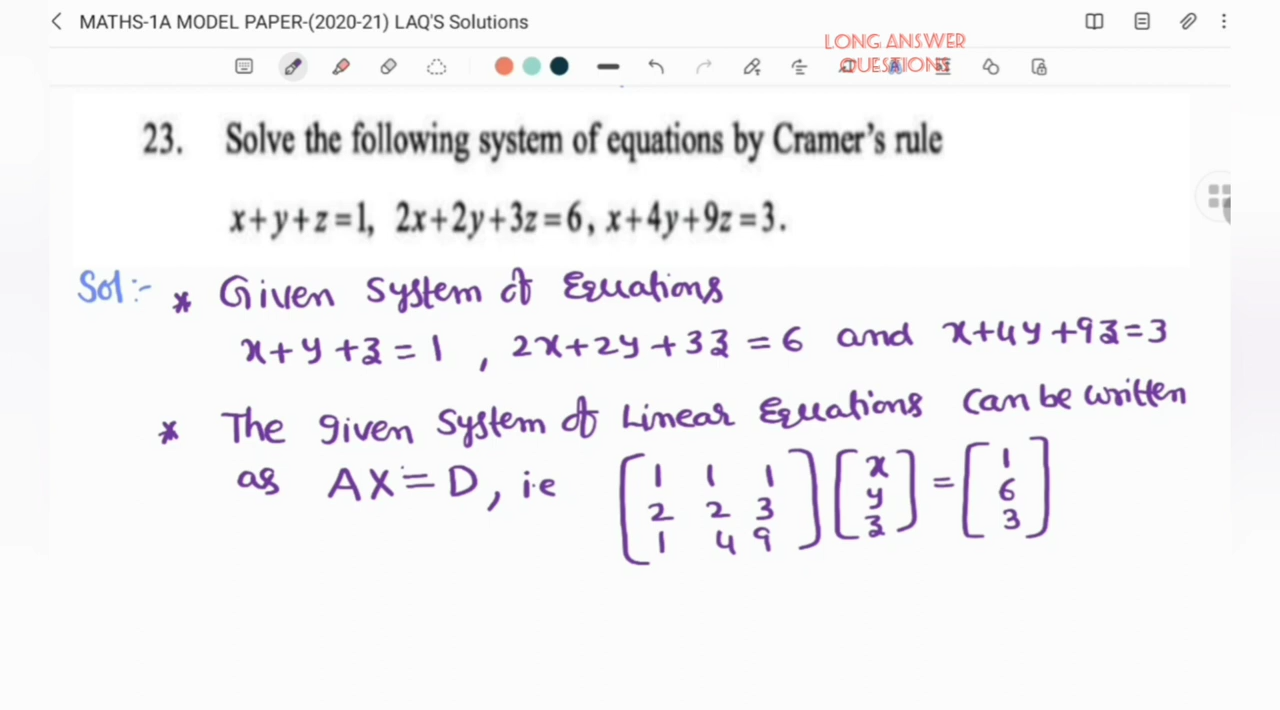 MATHS-1A MODEL PAPER-(2020-21) LAQ'S Solutions
LONG ANSWER
QUESTIONS
23. Solve the following system of equations by Cramer's rule
x+y+z=1, 2x+2y+3z=6, x+4y+9z=3.
Sol:- * Given System of Equations
x+y+z=1, 2x+2y+3z=6 and x+4y+9z=3
* The given System of Linear Equations can be written
as AX=D, i.e [1 1 1 [x = [1
2 2 3 y 6
1 4 9] z] 3]